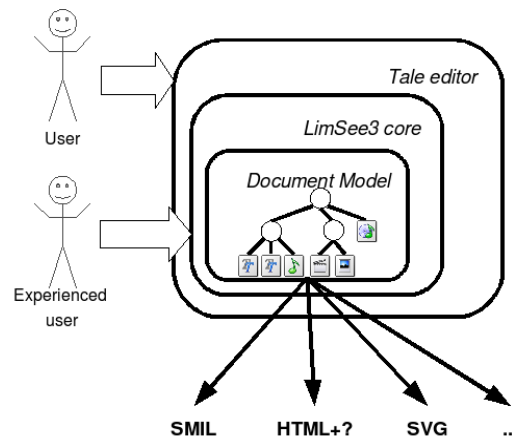 Tale editor
LimSee3 core
Document Model
User
Experienced
user
SMIL
HTML+?
SVG
..